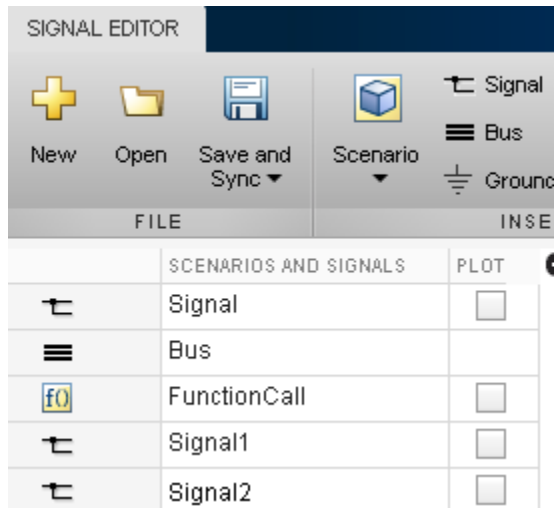 SIGNAL EDITOR
New
Open
Save and
Sync
Scenario
Signal
Bus
FILE
SCENARIOS AND SIGNALS PLOT
Signal
Bus
f()
FunctionCall
Signal1
Signal2